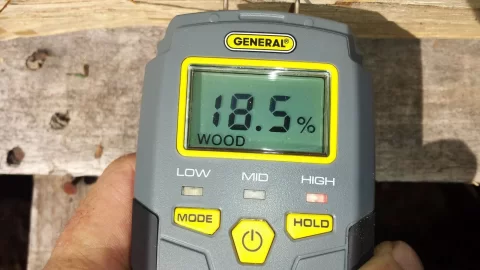 GENERAL®
18.5%
WOOD
LOW MID HIGH
MODE HOLD